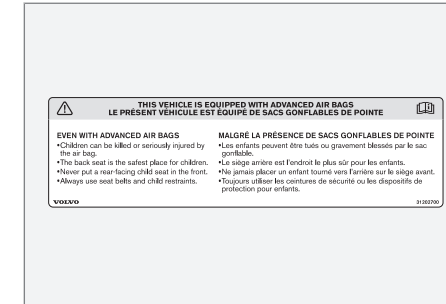 THIS VEHICLE IS EQUIPPED WITH ADVANCED AIR BAGS
LE PRÉSENT VÉHICULE EST ÉQUIPÉ DE SACS GONFLABLES DE POINTE
EVEN WITH ADVANCED AIR BAGS
•Children can be killed or seriously injured by
the air bag.
•The back seat is the safest place for children.
•Never put a rear-facing child seat in the front.
•Always use seat belts and child restraints.
MALGRÉ LA PRÉSENCE DE SACS GONFLABLES DE POINTE
•Les enfants peuvent être tués ou gravement blessés par le sac
gonflable.
•Le siège arrière est l'endroit le plus sûr pour les enfants.
•Ne jamais placer un enfant tourné vers l'arrière sur le siège avant.
•Toujours utiliser les ceintures de sécurité ou les dispositifs de
protection pour enfants.
VOLVO
31203700